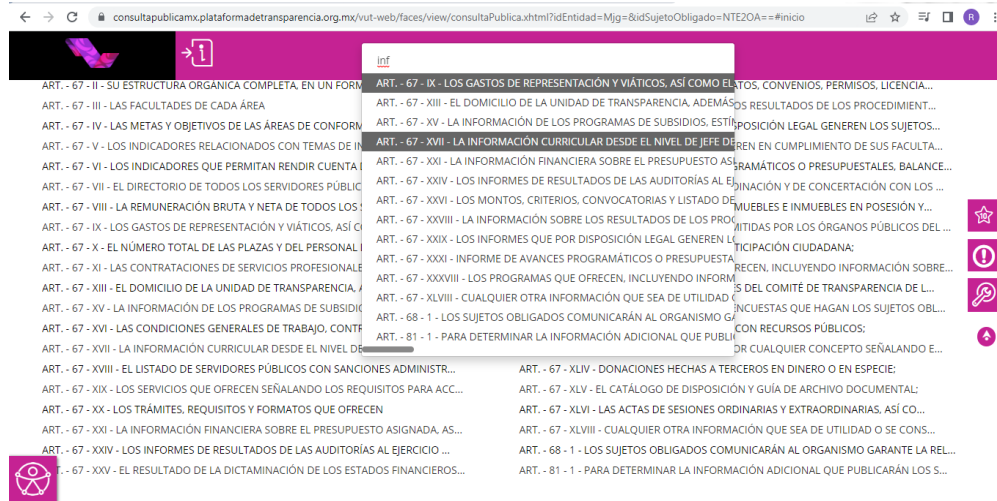 consultapublicamx.plataformadetransparencia.org.mx/vut-web/faces/view/consultaPublica.xhtml?idEntidad=Mjg=&idSujetoObligado=NTE2OA==#inicio
R
inf
ART. - 67 - IX - LOS GASTOS DE REPRESENTACIÓN Y VIÁTICOS, ASÍ COMO EL
ART. - 67 - XIII - EL DOMICILIO DE LA UNIDAD DE TRANSPARENCIA, ADEMÁS
ART. - 67 - XV - LA INFORMACIÓN DE LOS PROGRAMAS DE SUBSIDIOS, ESTÍM
ART. - 67 - XVII - LA INFORMACIÓN CURRICULAR DESDE EL NIVEL DE JEFE DE
ART. - 67 - XXI - LA INFORMACIÓN FINANCIERA SOBRE EL PRESUPUESTO ASI
ART. - 67 - XXIV - LOS INFORMES DE RESULTADOS DE LAS AUDITORÍAS AL EJ
ART. - 67 - XXVI - LOS MONTOS, CRITERIOS, CONVOCATORIAS Y LISTADO DE
ART. - 67 - XXVIII - LA INFORMACIÓN SOBRE LOS RESULTADOS DE LOS PROC
ART. - 67 - XXIX - LOS INFORMES QUE POR DISPOSICIÓN LEGAL GENEREN LO
ART. - 67 - XXXI - INFORME DE AVANCES PROGRAMÁTICOS O PRESUPUESTA
ART. - 67 - XXXVIII - LOS PROGRAMAS QUE OFRECEN, INCLUYENDO INFORM
ART. - 67 - XLVIII - CUALQUIER OTRA INFORMACIÓN QUE SEA DE UTILIDAD
ART. - 68 - 1 - LOS SUJETOS OBLIGADOS COMUNICARÁN AL ORGANISMO GA
ART. - 81 - 1 - PARA DETERMINAR LA INFORMACIÓN ADICIONAL QUE PUBLI
ART. - 67 - II - SU ESTRUCTURA ORGÁNICA COMPLETA, EN UN FORM
ART. - 67 - III - LAS FACULTADES DE CADA ÁREA
ART. - 67 - IV - LAS METAS Y OBJETIVOS DE LAS ÁREAS DE CONFORM
ART. - 67 - V - LOS INDICADORES RELACIONADOS CON TEMAS DE IN
ART. - 67 - VI - LOS INDICADORES QUE PERMITAN RENDIR CUENTA
ART. - 67 - VII - EL DIRECTORIO DE TODOS LOS SERVIDORES PÚBLIC
ART. - 67 - VIII - LA REMUNERACIÓN BRUTA Y NETA DE TODOS LOS
ART. - 67 - IX - LOS GASTOS DE REPRESENTACIÓN Y VIÁTICOS, ASÍ C
ART. - 67 - X - EL NÚMERO TOTAL DE LAS PLAZAS Y DEL PERSONAL
ART. - 67 - XI - LAS CONTRATACIONES DE SERVICIOS PROFESIONALE
ART. - 67 - XIII - EL DOMICILIO DE LA UNIDAD DE TRANSPARENCIA,
ART. - 67 - XV - LA INFORMACIÓN DE LOS PROGRAMAS DE SUBSIDIO
ART. - 67 - XVI - LAS CONDICIONES GENERALES DE TRABAJO, CONTR
ART. - 67 - XVII - LA INFORMACIÓN CURRICULAR DESDE EL NIVEL DE
ART. - 67 - XVIII - EL LISTADO DE SERVIDORES PÚBLICOS CON SANCIONES ADMINISTR...
ART. - 67 - XIX - LOS SERVICIOS QUE OFRECEN SEÑALANDO LOS REQUISITOS PARA ACC...
ART. - 67 - XX - LOS TRÁMITES, REQUISITOS Y FORMATOS QUE OFRECEN
ART. - 67 - XXI - LA INFORMACIÓN FINANCIERA SOBRE EL PRESUPUESTO ASIGNADA, AS...
ART. - 67 - XXIV - LOS INFORMES DE RESULTADOS DE LAS AUDITORÍAS AL EJERCICIO ...
T. - 67 - XXV - EL RESULTADO DE LA DICTAMINACIÓN DE LOS ESTADOS FINANCIEROS...
ATOS, CONVENIOS, PERMISOS, LICENCIA...
OS RESULTADOS DE LOS PROCEDIMIENT...
SPOSICIÓN LEGAL GENEREN LOS SUJETOS...
REN EN CUMPLIMIENTO DE SUS FACULTA...
GRAMÁTICOS O PRESUPUESTALES, BALANCE...
DINACIÓN Y DE CONCERTACIÓN CON LOS ...
MUEBLES E INMUEBLES EN POSESIÓN Y...
MITIDAS POR LOS ÓRGANOS PÚBLICOS DEL ...
TICIPACIÓN CIUDADANA;
RECEN, INCLUYENDO INFORMACIÓN SOBRE...
ES DEL COMITÉ DE TRANSPARENCIA DE L...
NCUESTAS QUE HAGAN LOS SUJETOS OBL...
CON RECURSOS PÚBLICOS;
OR CUALQUIER CONCEPTO SEÑALANDO E...
ART. - 67 - XLIV - DONACIONES HECHAS A TERCEROS EN DINERO O EN ESPECIE;
ART. - 67 - XLV - EL CATÁLOGO DE DISPOSICIÓN Y GUÍA DE ARCHIVO DOCUMENTAL;
ART. - 67 - XLVI - LAS ACTAS DE SESIONES ORDINARIAS Y EXTRAORDINARIAS, ASÍ CO...
ART. - 67 - XLVIII - CUALQUIER OTRA INFORMACIÓN QUE SEA DE UTILIDAD O SE CONS...
ART. - 68 - 1 - LOS SUJETOS OBLIGADOS COMUNICARÁN AL ORGANISMO GARANTE LA REL...
ART. - 81 - 1 - PARA DETERMINAR LA INFORMACIÓN ADICIONAL QUE PUBLICARÁN LOS S...